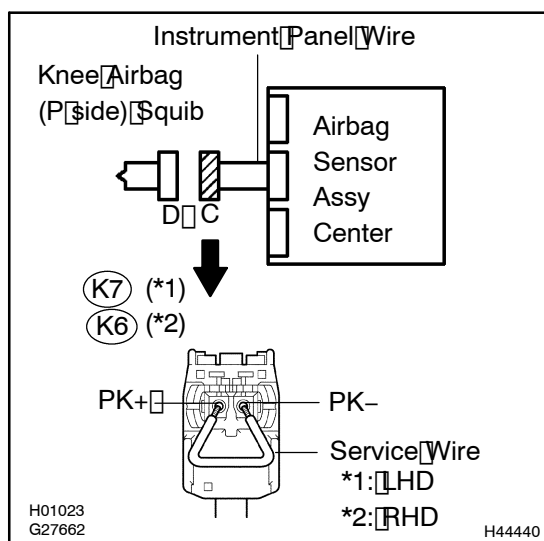 Instrument Panel Wire
Knee Airbag
(P side) Squib
Airbag
Sensor
Assy
Center
D C
K7 (*1)
K6 (*2)
PK+
PK–
Service Wire
*1: LHD
*2: RHD
H01023
G27662
H44440